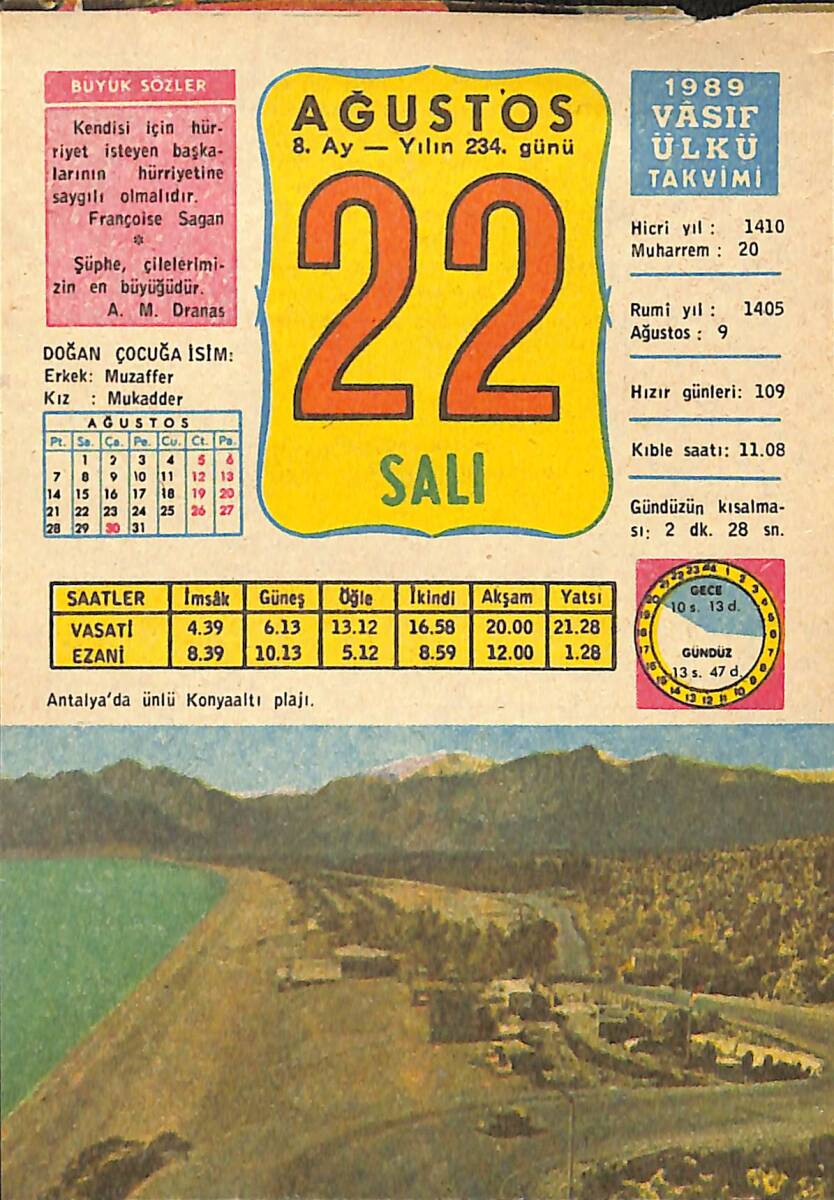 BÜYÜK SÖZLER
Kendisi için hür-
riyet isteyen başka-
larının hürriyetine
saygılı olmalıdır.
Françoise Sagan
*
Şüphe, çilelerimi-
zin en büyüğüdür.
A. M. Dranas
DOĞAN ÇOCUĞA İSİM:
Erkek: Muzaffer
Kız : Mukadder
AĞUSTOS
Pt. Sa. Ça. Pe. Cu. Ct. Pa.
1 2 3 4 5 6
7 8 9 10 11 12 13
14 15 16 17 18 19 20
21 22 23 24 25 26 27
28 29 30 31
AĞUSTOS
8. Ay — Yılın 234. günü
22
SALI
1989
VÂSIF
ÜLKÜ
TAKVİMİ
Hicri yıl : 1410
Muharrem : 20
Rumi yıl : 1405
Ağustos : 9
Hızır günleri: 109
Kıble saati: 11.08
Gündüzün kısalma-
sı: 2 dk. 28 sn.
SAATLER İmsâk Güneş Öğle İkindi Akşam Yatsı
VASATİ 4.39 6.13 13.12 16.58 20.00 21.28
EZANİ 8.39 10.13 5.12 8.59 12.00 1.28
GECE
10 s. 13 d.
GÜNDÜZ
13 s. 47 d.
Antalya'da ünlü Konyaaltı plajı.